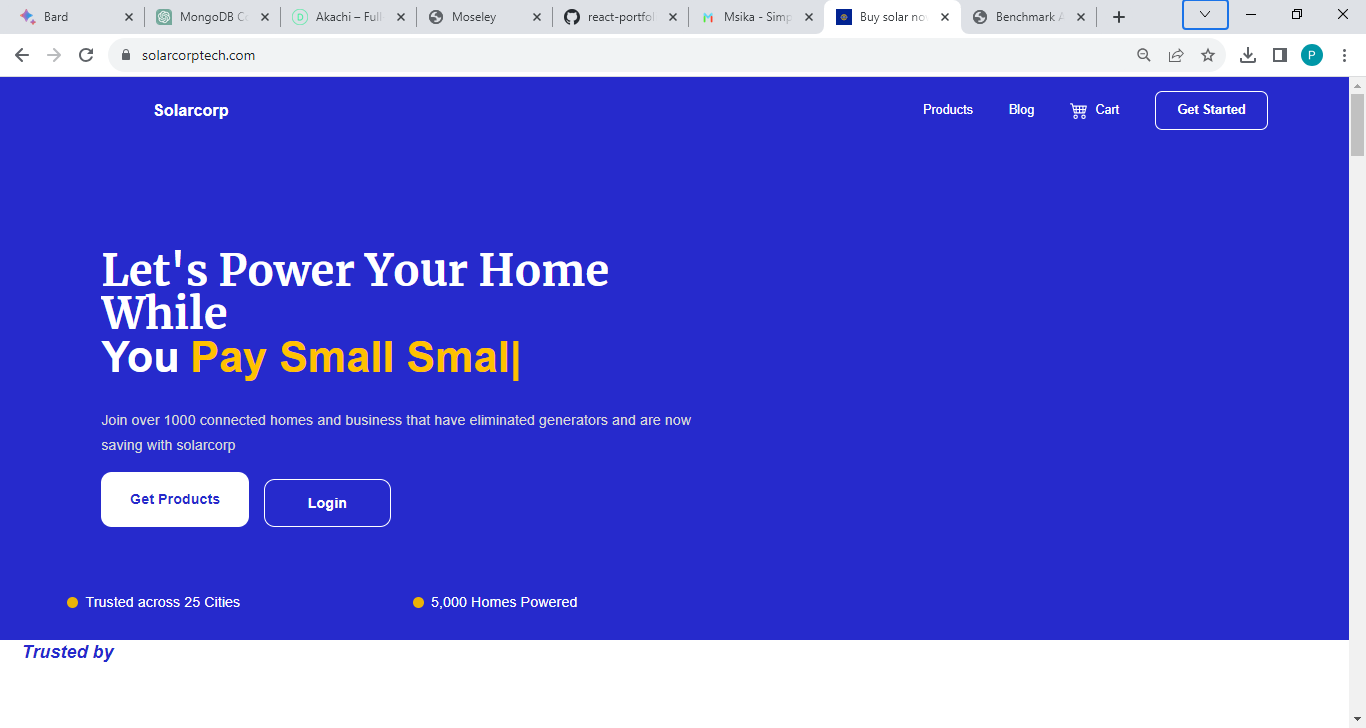 Bard
MongoDB C
Akachi – Full
Moseley
react-portfol
Msika - Simp
Buy solar no
Benchmark A
solarcorptech.com
P
Solarcorp
Products
Blog
Cart
Get Started
Let's Power Your Home
While
You Pay Small Smal|
Join over 1000 connected homes and business that have eliminated generators and are now
saving with solarcorp
Get Products
Login
Trusted across 25 Cities
5,000 Homes Powered
Trusted by